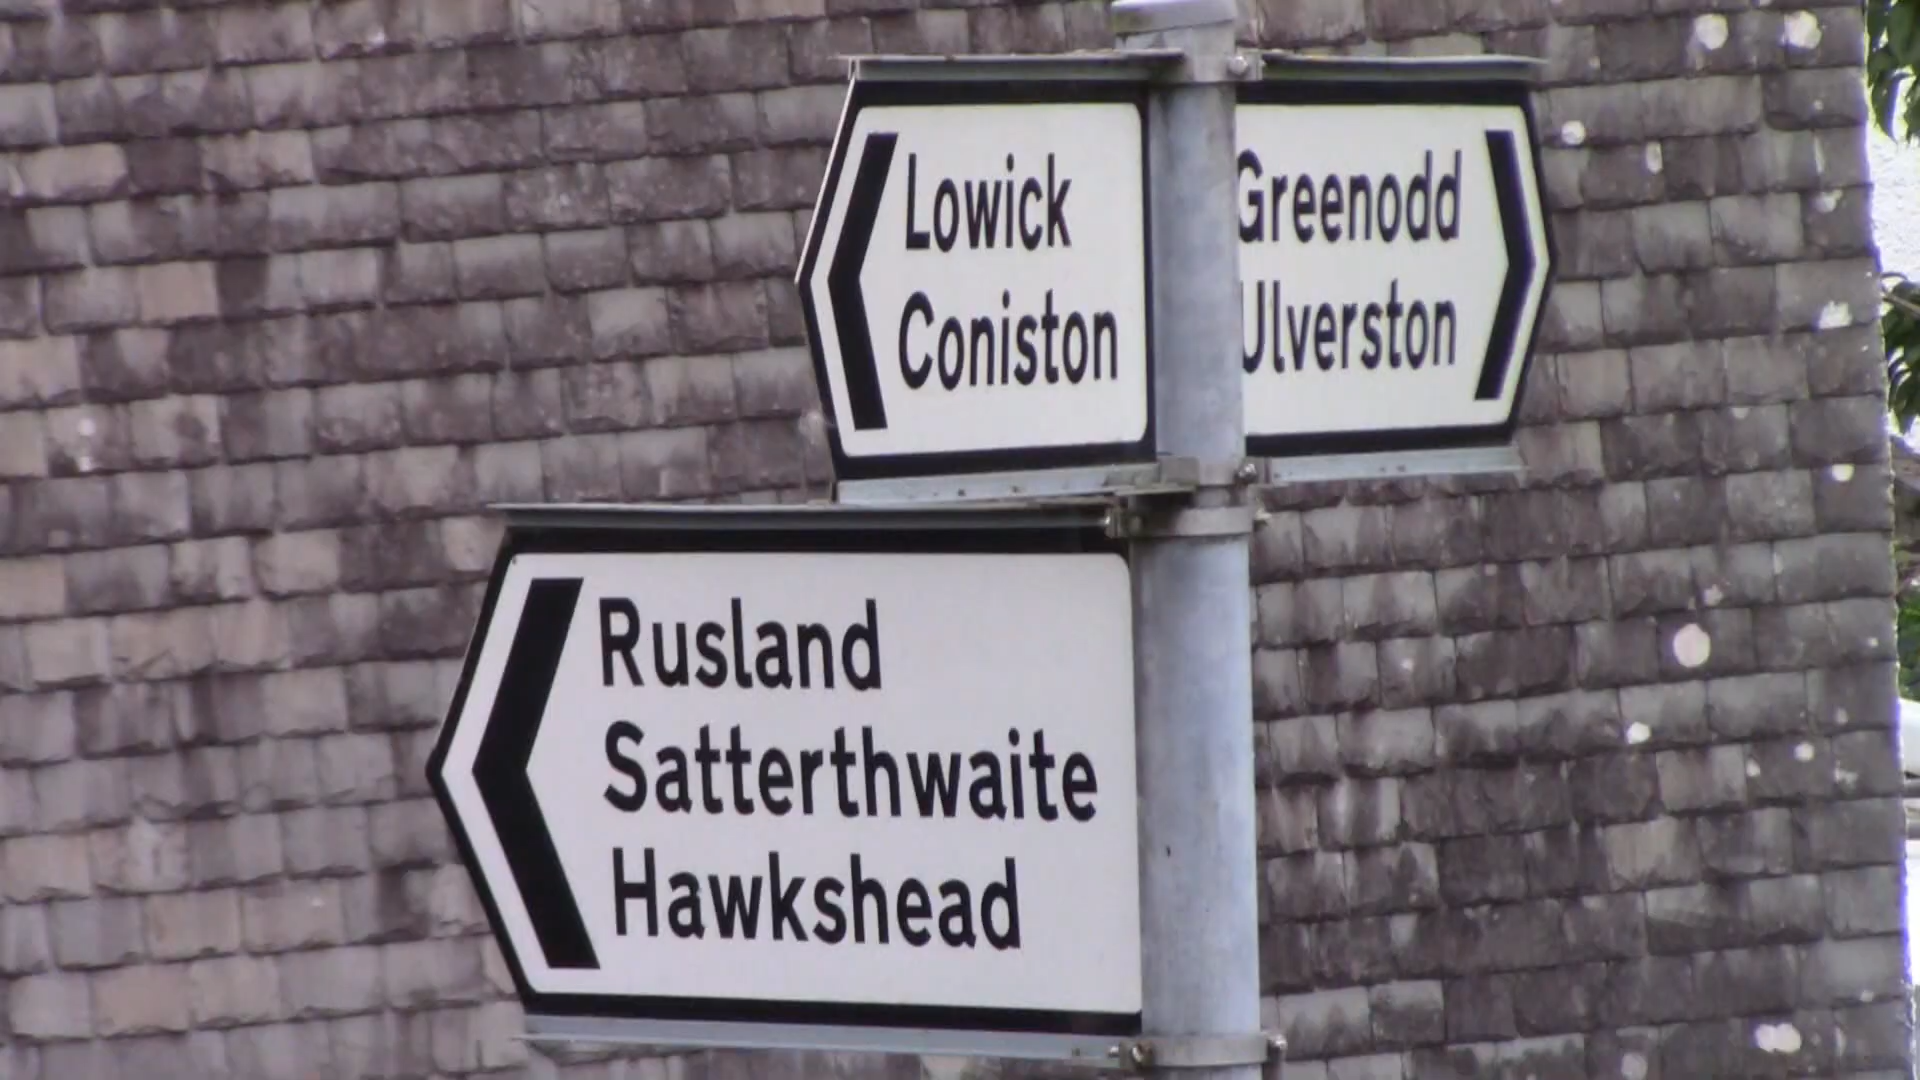 Lowick
Coniston
Greenodd
Ulverston
Rusland
Satterthwaite
Hawkshead